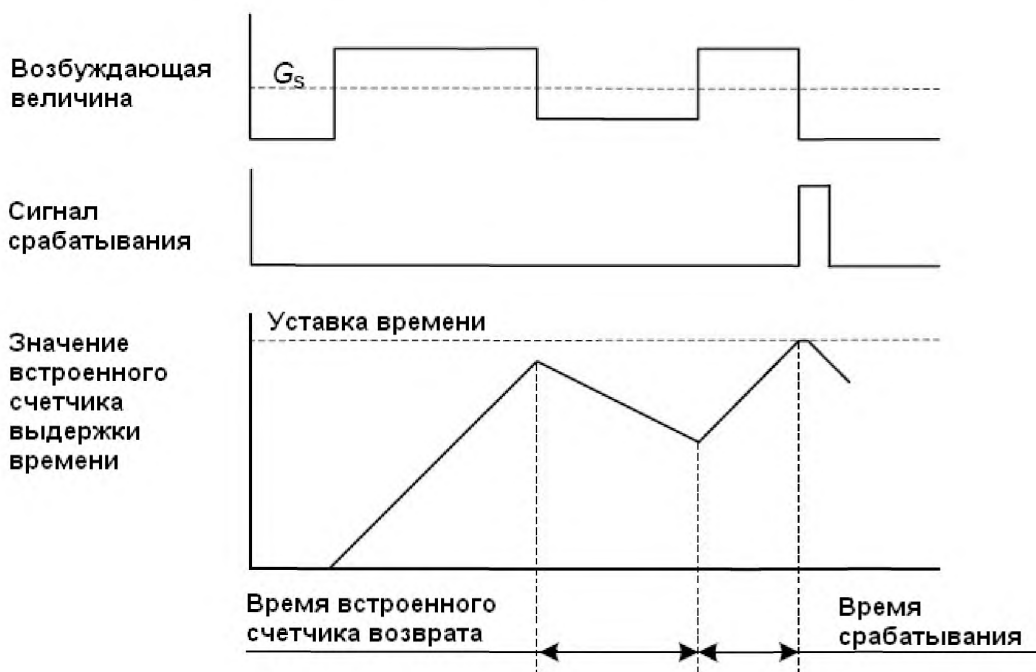 Возбуждающая
величина
Gs
Сигнал
срабатывания
Уставка времени
Значение
встроенного
счетчика
выдержки
времени
Время встроенного
счетчика возврата
Время
срабатывания